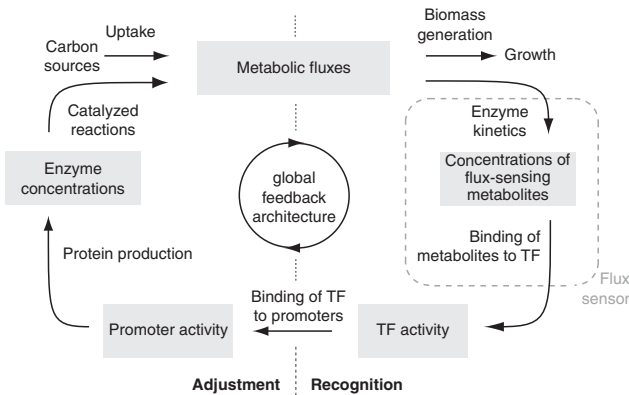 Uptake
Carbon
sources
Metabolic fluxes
Biomass
generation
Growth
Catalyzed
reactions
Enzyme
kinetics
Enzyme
concentrations
global
feedback
architecture
Concentrations of
flux-sensing
metabolites
Protein production
Binding of
metabolites to TF
Flux
sensor
Promoter activity
Binding of TF
to promoters
TF activity
Adjustment
Recognition